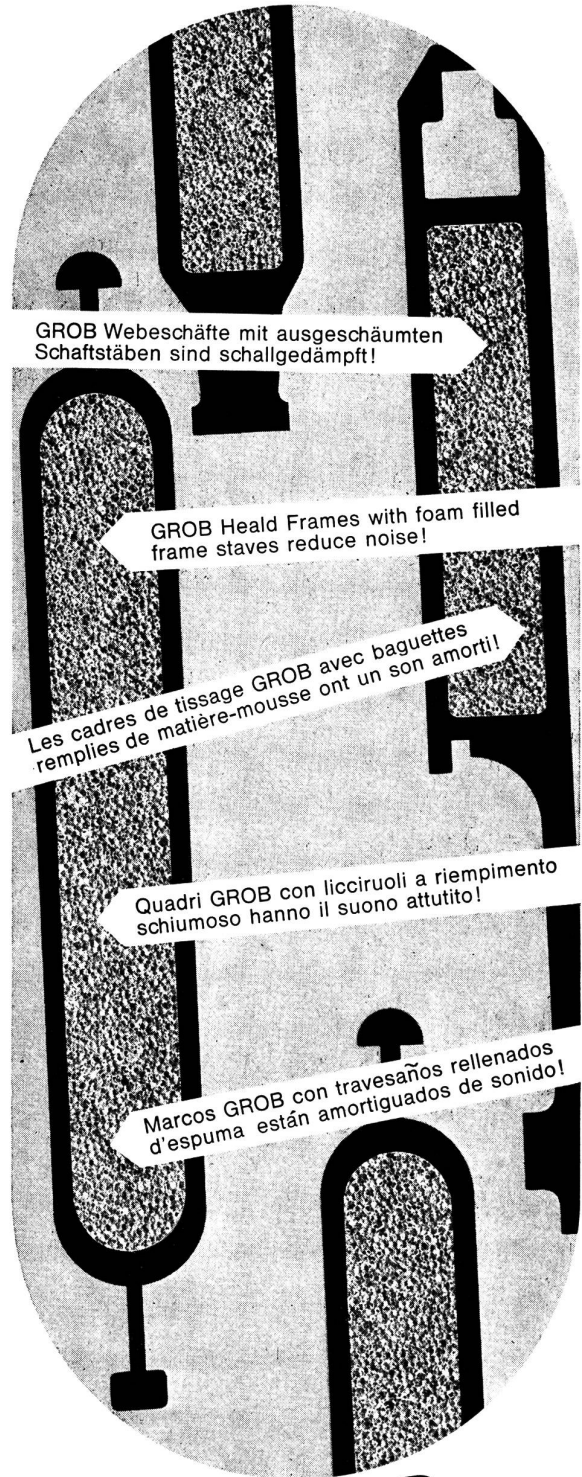 GROB Webeschäfte mit ausgeschäumten
Schaftstäben sind schallgedämpft!
GROB Heald Frames with foam filled
frame staves reduce noise!
Les cadres de tissage GROB avec baguettes
remplies de matière-mousse ont un son amorti!
Quadri GROB con licciruoli a riempimento
schiumoso hanno il suono attutito!
Marcos GROB con travesaños rellenados
d'espuma están amortiguados de sonido!